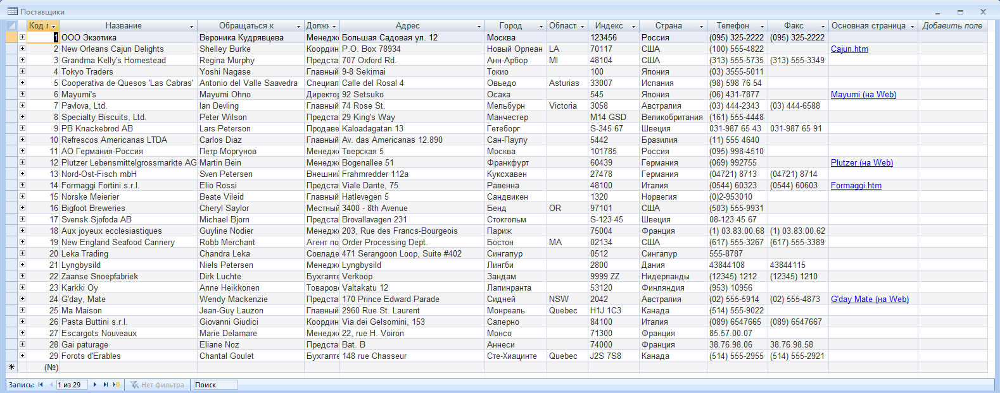 Поставщики
Код г Название Обращаться к Должн Адрес Город Област Индекс Страна Телефон Факс Основная страница Добавить поле
1 ООО Экзотика Вероника Кудрявцева Менедж Большая Садовая ул. 12 Москва 123456 Россия (095) 325-2222 (095) 325-2222
2 New Orleans Cajun Delights Shelley Burke Координ P.O. Box 78934 Новый Орлеан LA 70117 США (100) 555-4822 Cajun.htm
3 Grandma Kelly's Homestead Regina Murphy Предста 707 Oxford Rd. Анн-Арбор MI 48104 США (313) 555-5735 (313) 555-3349
4 Tokyo Traders Yoshi Nagase Главный 9-8 Sekimai Токио 100 Япония (03) 3555-5011
5 Cooperativa de Quesos 'Las Cabras' Antonio del Valle Saavedra Специал Calle del Rosal 4 Овьедо Asturias 33007 Испания (98) 598 76 54
6 Mayumi's Mayumi Ohno Директор 92 Setsuko Осака 545 Япония (06) 431-7877 Mayumi (на Web)
7 Pavlova, Ltd. Ian Devling Главный 74 Rose St. Мельбурн Victoria 3058 Австралия (03) 444-2343 (03) 444-6588
8 Specialty Biscuits, Ltd. Peter Wilson Предста 29 King's Way Манчестер M14 GSD Великобритания (161) 555-4448
9 PB Knackebrod AB Lars Peterson Продаве Kaloadagatan 13 Гетеборг S-345 67 Швеция 031-987 65 43 031-987 65 91
10 Refrescos Americanas LTDA Carlos Diaz Главный Av. das Americanas 12.890 Сан-Паулу 5442 Бразилия (11) 555 4640
11 АО Германия-Россия Петр Моргунов Менедж Тверская 5 Москва 101785 Россия (095) 998-4510
12 Plutzer Lebensmittelgrossmarkte AG Martin Bein Менедж Bogenallee 51 Франкфурт 60439 Германия (069) 992755 Plutzer (на Web)
13 Nord-Ost-Fisch mbH Sven Petersen Внешний Frahmredder 112a Куксхавен 27478 Германия (04721) 8713 (04721) 8714
14 Formaggi Fortini s.r.l. Elio Rossi Предста Viale Dante, 75 Равенна 48100 Италия (0544) 60323 (0544) 60603 Formaggi.htm
15 Norske Meierier Beate Vileid Главный Hatlevegen 5 Сандвикен 1320 Норвегия (0)2-953010
16 Bigfoot Breweries Cheryl Saylor Местный 3400 - 8th Avenue Бенд OR 97101 США (503) 555-9931
17 Svensk Sjofoda AB Michael Bjorn Предста Brovallavagen 231 Стокгольм S-123 45 Швеция 08-123 45 67
18 Aux joyeux ecclesiastiques Guyline Nodier Менедж 203, Rue des Francs-Bourgeois Париж 75004 Франция (1) 03.83.00.68 (1) 03.83.00.62
19 New England Seafood Cannery Robb Merchant Агент по Order Processing Dept. Бостон MA 02134 США (617) 555-3267 (617) 555-3389
20 Leka Trading Chandra Leka Совладе 471 Serangoon Loop, Suite #402 Сингапур 0512 Сингапур 555-8787
21 Lyngbysild Niels Petersen Менедж Lyngbysild Лингби 2800 Дания 43844108 43844115
22 Zaanse Snoepfabriek Dirk Luchte Бухгалте Verkoop Зандам 9999 ZZ Нидерланды (12345) 1212 (12345) 1210
23 Karkki Oy Anne Heikkonen Товаров Valtakatu 12 Лапинранта 53120 Финляндия (953) 10956
24 G'day, Mate Wendy Mackenzie Предста 170 Prince Edward Parade Сидней NSW 2042 Австралия (02) 555-5914 (02) 555-4873 G'day Mate (на Web)
25 Ma Maison Jean-Guy Lauzon Главный 2960 Rue St. Laurent Монреаль Quebec H1J 1C3 Канада (514) 555-9022
26 Pasta Buttini s.r.l. Giovanni Giudici Координ Via dei Gelsomini, 153 Салерно 84100 Италия (089) 6547665 (089) 6547667
27 Escargots Nouveaux Marie Delamare Менедж 22, rue H. Voiron Монсо 71300 Франция 85.57.00.07
28 Gai paturage Eliane Noz Предста Bat. B Аннеси 74000 Франция 38.76.98.06 38.76.98.58
29 Forots d'Erables Chantal Goulet Бухгалте 148 rue Chasseur Сте-Хиацинте Quebec J2S 7S8 Канада (514) 555-2955 (514) 555-2921
(№)
Запись: 1 из 29 Нет фильтра Поиск